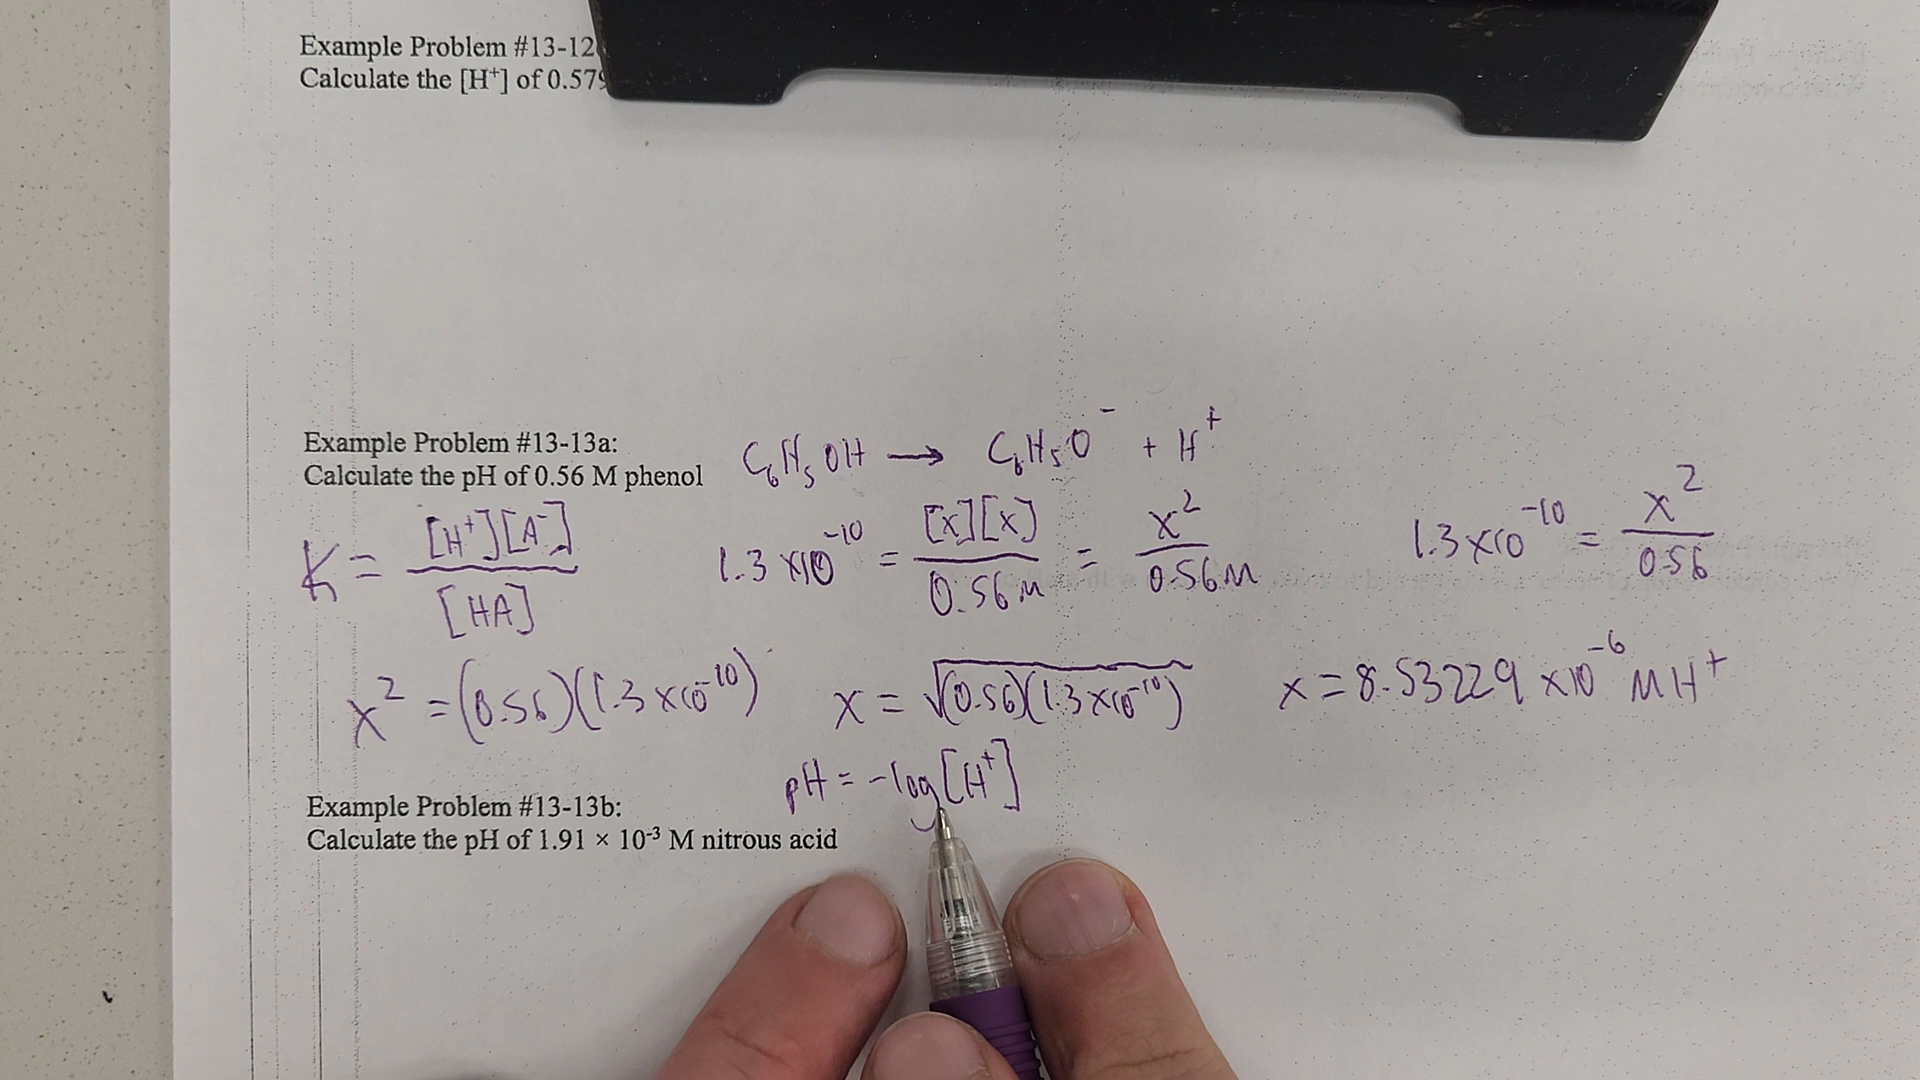 Example Problem #13-12
Calculate the [H⁺] of 0.579
Example Problem #13-13a:
Calculate the pH of 0.56 M phenol
C₆H₅OH → C₆H₅O⁻ + H⁺
K = [H⁺][A⁻] / [HA]
1.3 x10⁻¹⁰ = [x][x] / 0.56 M = x² / 0.56 M
1.3 x10⁻¹⁰ = x² / 0.56
x² = (0.56)(1.3 x10⁻¹⁰)
x = √(0.56)(1.3 x10⁻¹⁰)
x = 8.53229 x10⁻⁶ M H⁺
pH = -log[H⁺]
Example Problem #13-13b:
Calculate the pH of 1.91 × 10⁻³ M nitrous acid